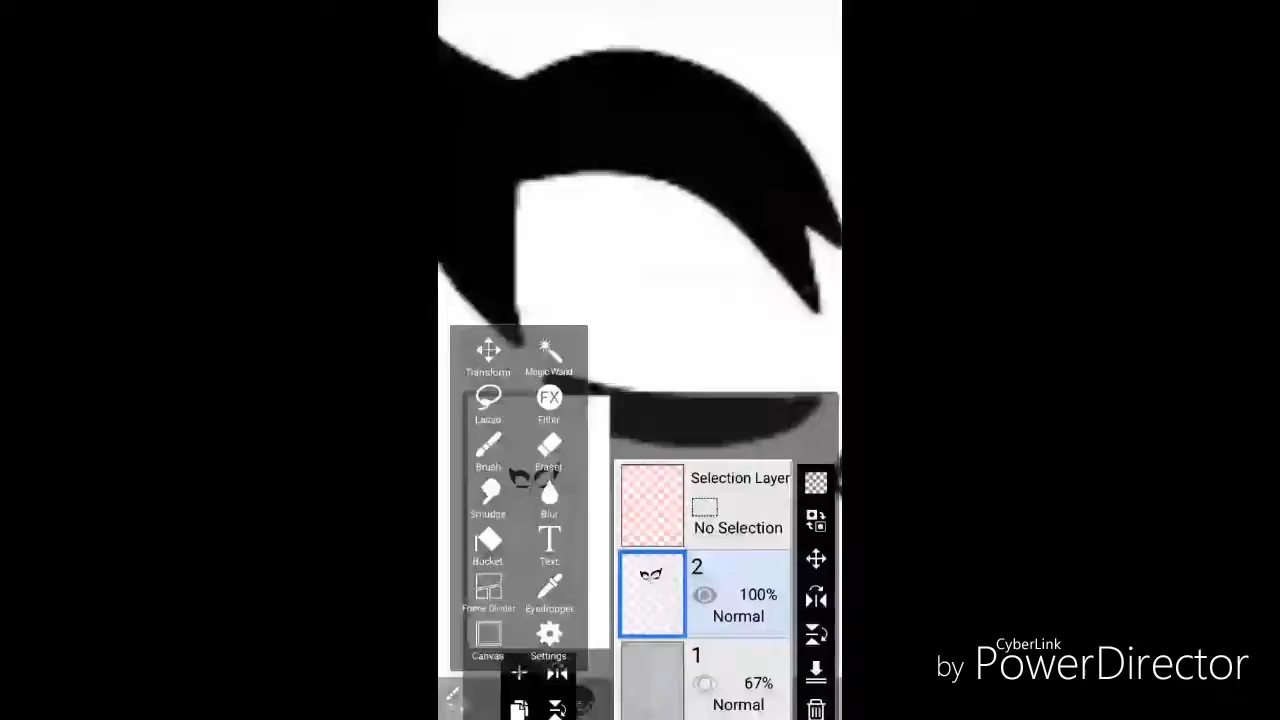 Transform
Magic Wand
Lasso
FX
Filter
Brush
Eraser
Smudge
Blur
Bucket
T
Text
Frame Divider
Eyedropper
Canvas
Settings
Selection Layer
No Selection
2
100%
Normal
1
67%
Normal
CyberLink
by PowerDirector